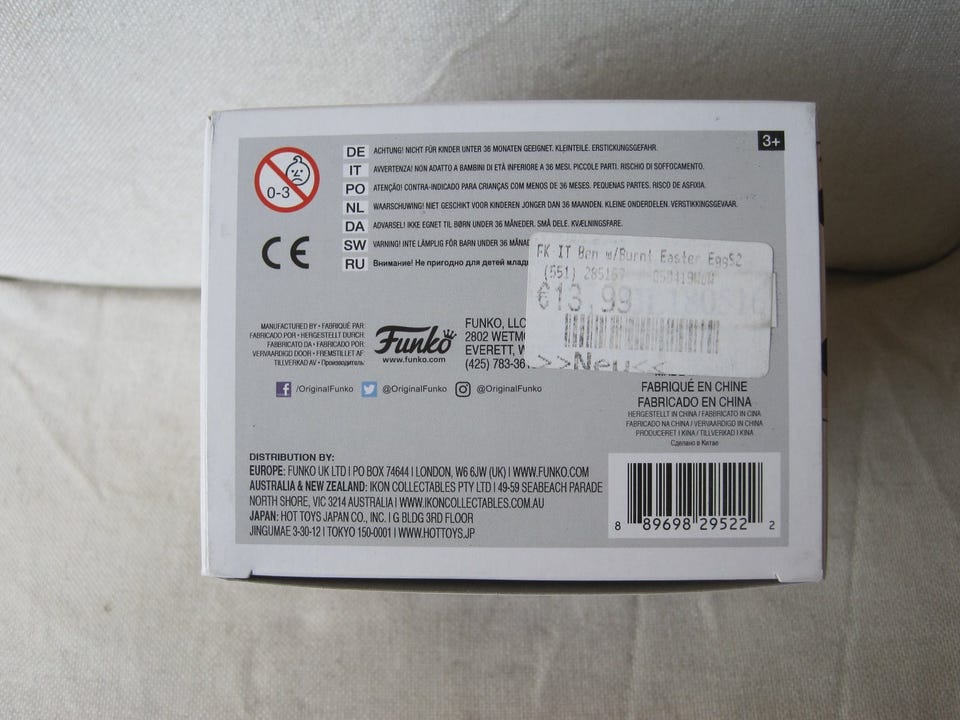 3+
0-3
DE ACHTUNG! NICHT FÜR KINDER UNTER 36 MONATEN GEEIGNET. KLEINTEILE. ERSTICKUNGSGEFAHR.
IT AVVERTENZA! NON ADATTO A BAMBINI DI ETÀ INFERIORE A 36 MESI. PICCOLE PARTI. RISCHIO DI SOFFOCAMENTO.
PO ATENÇÃO! CONTRA-INDICADO PARA CRIANÇAS COM MENOS DE 36 MESES. PEQUENAS PARTES. RISCO DE ASFIXIA.
NL WAARSCHUWING! NIET GESCHIKT VOOR KINDEREN JONGER DAN 36 MAANDEN. KLEINE ONDERDELEN. VERSTIKKINGSGEVAAR.
DA ADVARSEL! IKKE EGNET TIL BØRN UNDER 36 MÅNEDER. SMÅ DELE. KVÆLNINGSFARE.
SW VARNING! INTE LÄMPLIG FÖR BARN UNDER 36 MÅNAD
RU Внимание! Не пригодно для детей млад
CE
FK IT Ben w/Burnt Easter EggS2
(551) 285167
€13,99
>>Neu<<
MANUFACTURED BY • FABRIQUÉ PAR
FABRICADO POR • HERGESTELLT DURCH
FABBRICATO DA • FABRICADO POR
VERVAARDIGD DOOR • FREMSTILLET AF
TILLVERKAD AV • Производитель
Funko
www.funko.com
FUNKO, LLC
2802 WETMO
EVERETT, W
(425) 783-36
/OriginalFunko @OriginalFunko @OriginalFunko
FABRIQUÉ EN CHINE
FABRICADO EN CHINA
HERGESTELLT IN CHINA / FABBRICATO IN CINA
FABRICADO NA CHINA / VERVAARDIGD IN CHINA
PRODUCERET I KINA / TILLVERKAD I KINA
Сделано в Китае
DISTRIBUTION BY:
EUROPE: FUNKO UK LTD I PO BOX 74644 I LONDON, W6 6JW (UK) I WWW.FUNKO.COM
AUSTRALIA & NEW ZEALAND: IKON COLLECTABLES PTY LTD I 49-59 SEABEACH PARADE
NORTH SHORE, VIC 3214 AUSTRALIA I WWW.IKONCOLLECTABLES.COM.AU
JAPAN: HOT TOYS JAPAN CO., INC. I G BLDG 3RD FLOOR
JINGUMAE 3-30-12 I TOKYO 150-0001 I WWW.HOTTOYS.JP
8 89698 29522 2